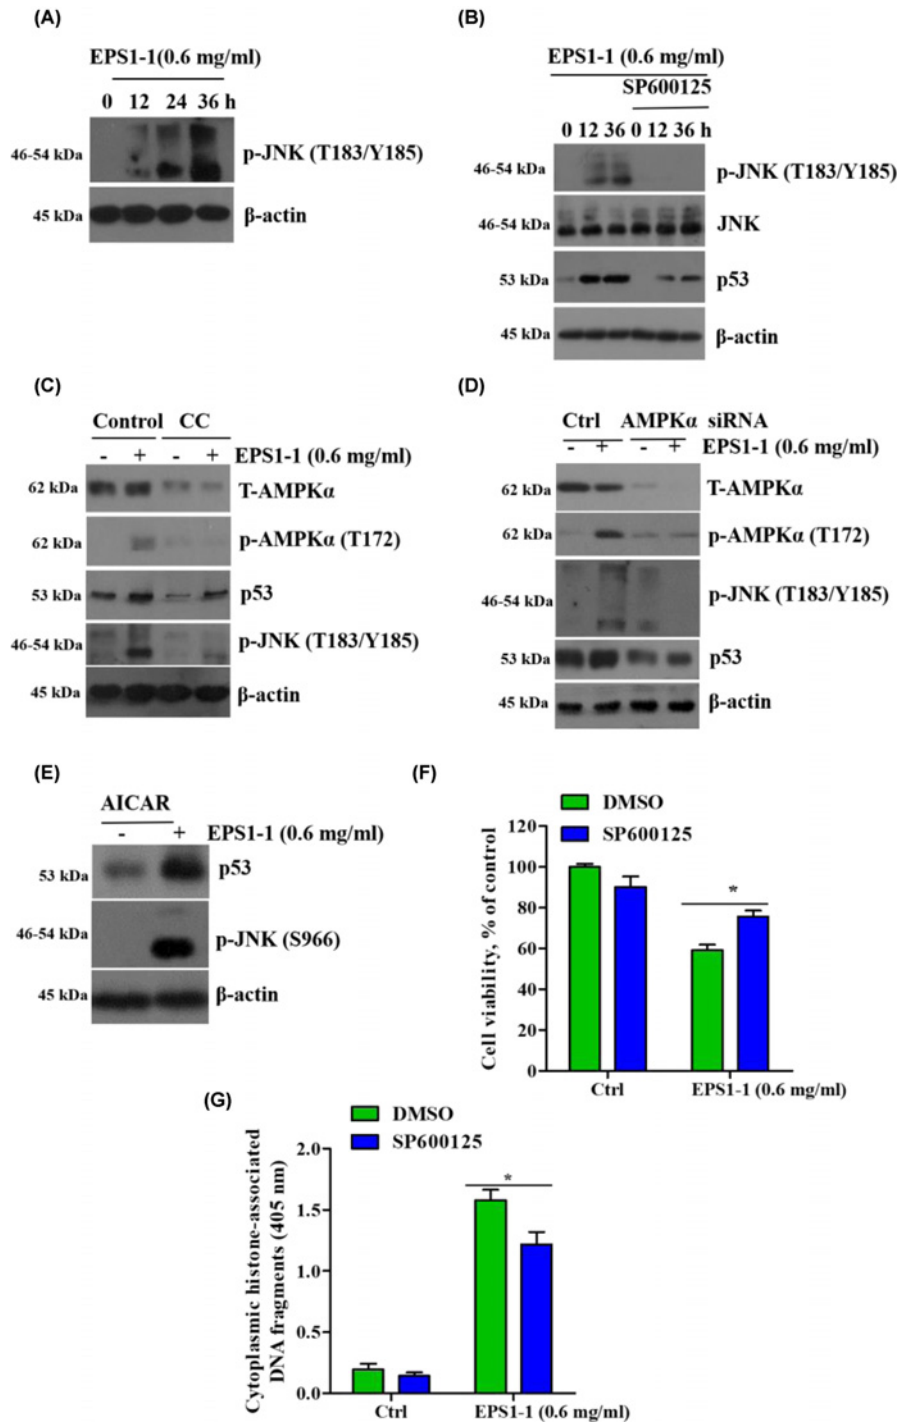 (A)
EPS1-1(0.6 mg/ml)
0 12 24 36 h
46-54 kDa
p-JNK (T183/Y185)
45 kDa
β-actin
(B)
EPS1-1 (0.6 mg/ml)
SP600125
0 12 36 0 12 36 h
46-54 kDa
p-JNK (T183/Y185)
46-54 kDa
JNK
53 kDa
p53
45 kDa
β-actin
(C)
Control CC
- + - + EPS1-1 (0.6 mg/ml)
62 kDa
T-AMPKα
62 kDa
p-AMPKα (T172)
53 kDa
p53
46-54 kDa
p-JNK (T183/Y185)
45 kDa
β-actin
(D)
Ctrl AMPKα siRNA
- + - + EPS1-1 (0.6 mg/ml)
62 kDa
T-AMPKα
62 kDa
p-AMPKα (T172)
46-54 kDa
p-JNK (T183/Y185)
53 kDa
p53
45 kDa
β-actin
(E)
AICAR
- + EPS1-1 (0.6 mg/ml)
53 kDa
p53
46-54 kDa
p-JNK (S966)
45 kDa
β-actin
(F)
DMSO
SP600125
Cell viability, % of control
120
100
80
60
40
20
0
*
Ctrl
EPS1-1 (0.6 mg/ml)
(G)
DMSO
SP600125
Cytoplasmic histone-associated
DNA fragments (405 nm)
2.0
1.5
1.0
0.5
0.0
*
Ctrl
EPS1-1 (0.6 mg/ml)